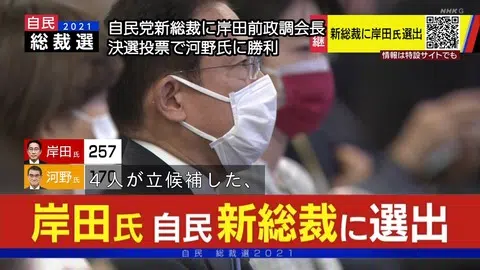 自民 2021
総裁選
自民党新総裁に岸田前政調会長
決選投票で河野氏に勝利
継
NHK G
新総裁に岸田氏選出
情報は特設サイトでも
岸田氏 257
河野氏 170
4人が立候補した、
岸田氏 自民 新総裁に選出
自民 総裁選2021